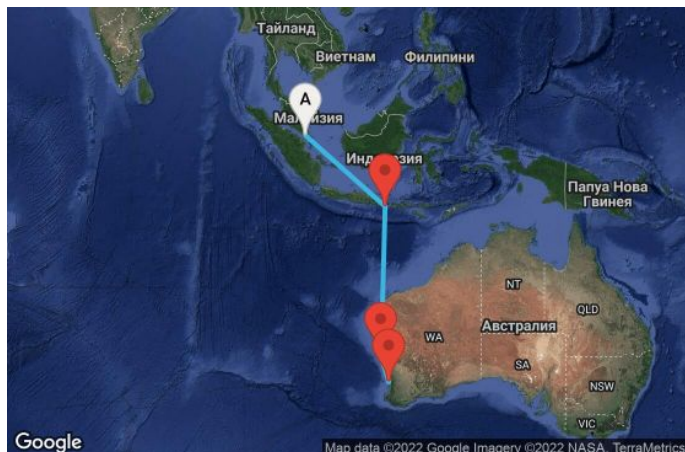 Тайланд
Виетнам
Филипини
A
Малайзия
Индонезия
Папуа Нова
Гвинея
NT
QLD
WA
Австралия
SA
NSW
VIC
Google
Map data ©2022 Google Imagery ©2022 NASA, TerraMetrics